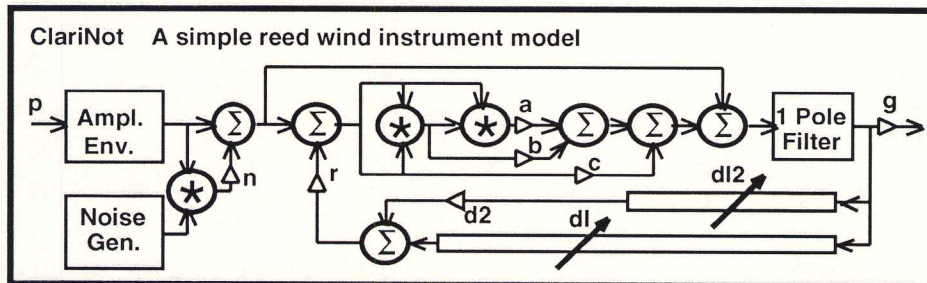 ClariNot A simple reed wind instrument model
p
Ampl.
Env.
Σ
Σ
*
*
a
Σ
Σ
Σ
1 Pole
Filter
g
b
c
*
n
r
Noise
Gen.
dl2
d2
dl
Σ